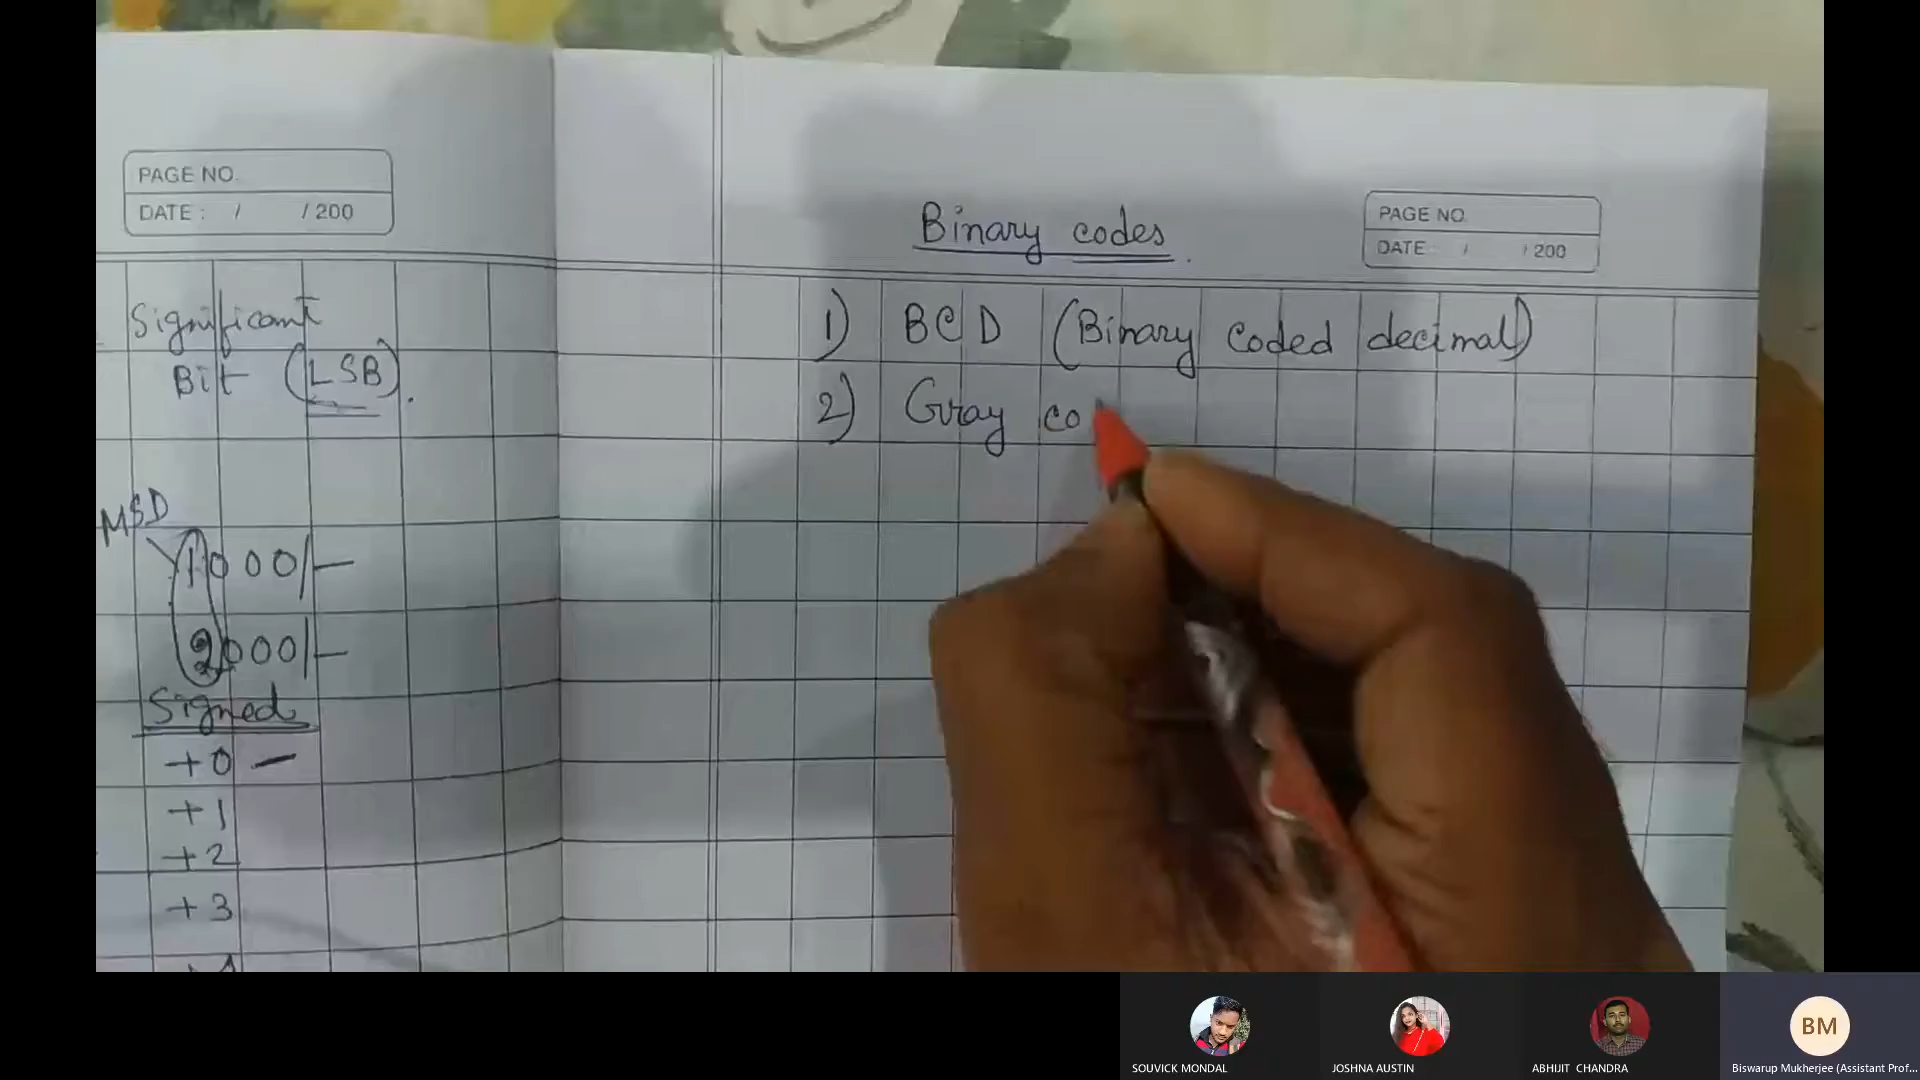 PAGE NO.
DATE : / / 200
Significant
Bit (LSB).
MSD
1000/-
2000/-
Signed
+0 -
+1
+2
+3
Binary codes.
PAGE NO.
DATE : / / 200
1) BCD (Binary Coded decimal)
2) Gray co
SOUVICK MONDAL
JOSHNA AUSTIN
ABHIJIT CHANDRA
BM
Biswarup Mukherjee (Assistant Prof...